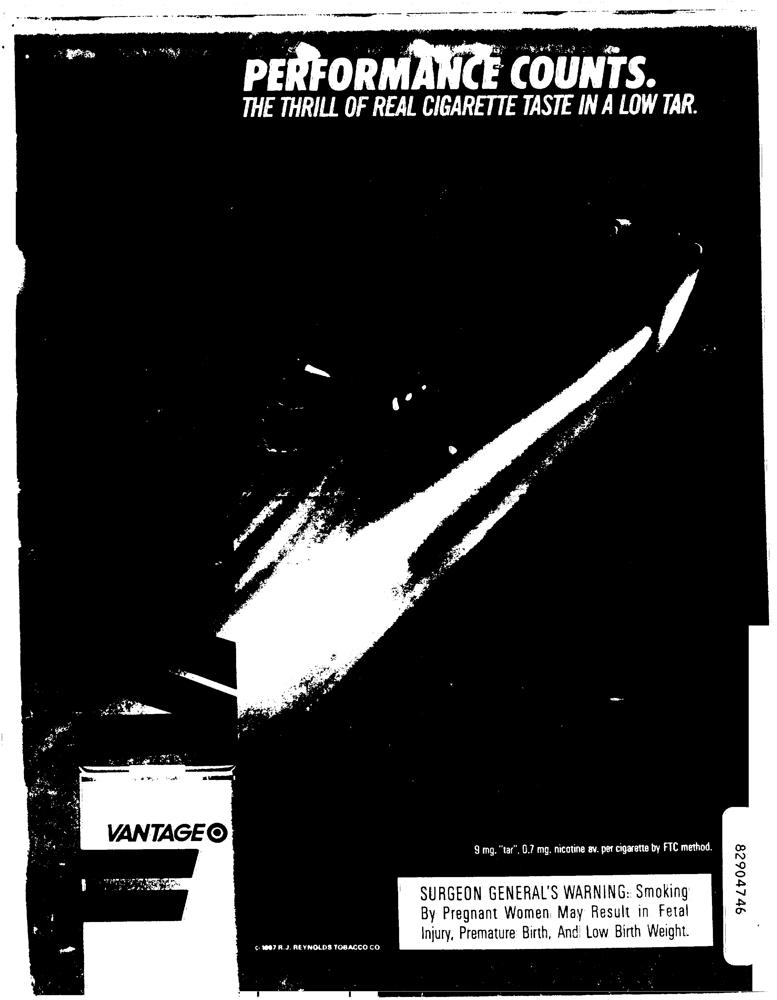 PERFORMANCE COUNTS.
THE THRILL OF REAL CIGARETTE TASTE IN A LOW TAR.
VANTAGE
9 mg. "tar", 0.7 mg. nicotine av. per cigarette by FTC method.
SURGEON GENERAL'S WARNING: Smoking
By Pregnant Women May Result in Fetal
Injury, Premature Birth, And Low Birth Weight.
© 1987 R.J. REYNOLDS TOBACCO CO.
82904746